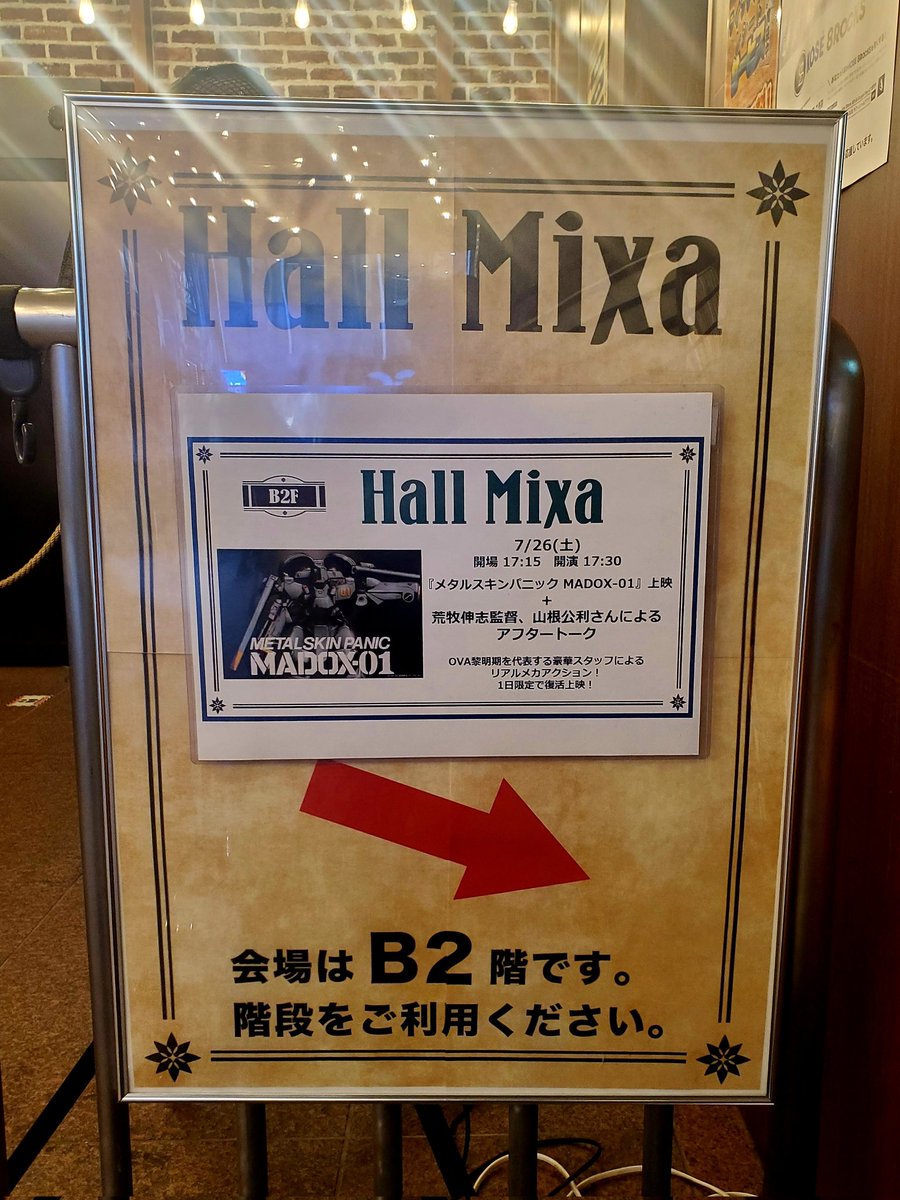 Hall Mixa
B2F
Hall Mixa
7/26(土)
開場 17:15 開演 17:30
『メタルスキンパニック MADOX-01』上映
+
荒牧伸志監督、山根公利さんによる
アフタートーク
METAL SKIN PANIC
MADOX-01
OVA黎明期を代表する豪華スタッフによる
リアルメカアクション！
1日限定で復活上映！
会場は B2 階です。
階段をご利用ください。